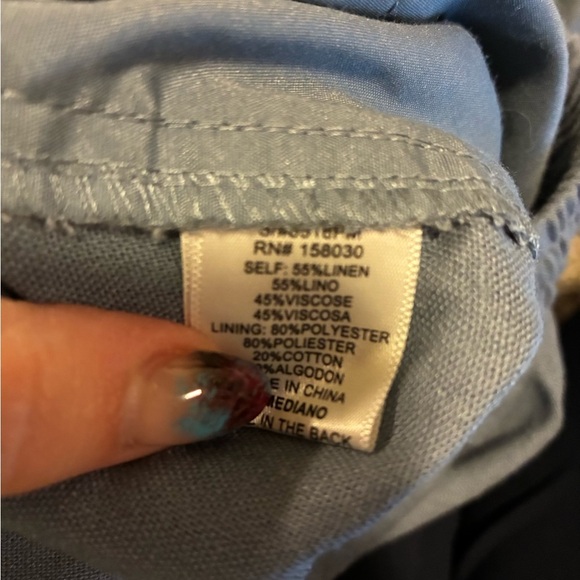 RN# 158030
SELF: 55%LINEN
55%LINO
45%VISCOSE
45%VISCOSA
LINING: 80%POLYESTER
80%POLIESTER
20%COTTON
%ALGODON
IN CHINA
MEDIANO
IN THE BACK